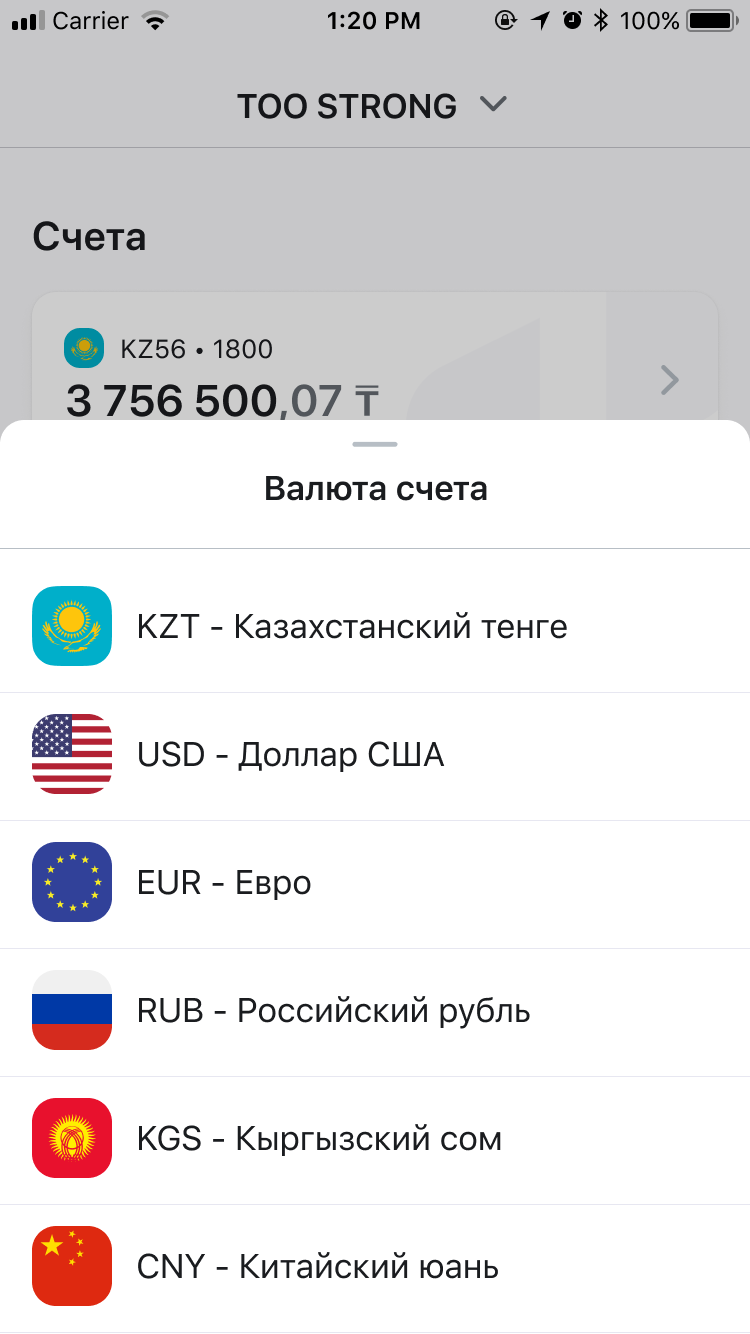 Carrier 1:20 PM 100%
TOO STRONG
Счета
KZ56 • 1800
3 756 500,07 ₸
Валюта счета
KZT - Казахстанский тенге
USD - Доллар США
EUR - Евро
RUB - Российский рубль
KGS - Кыргызский сом
CNY - Китайский юань